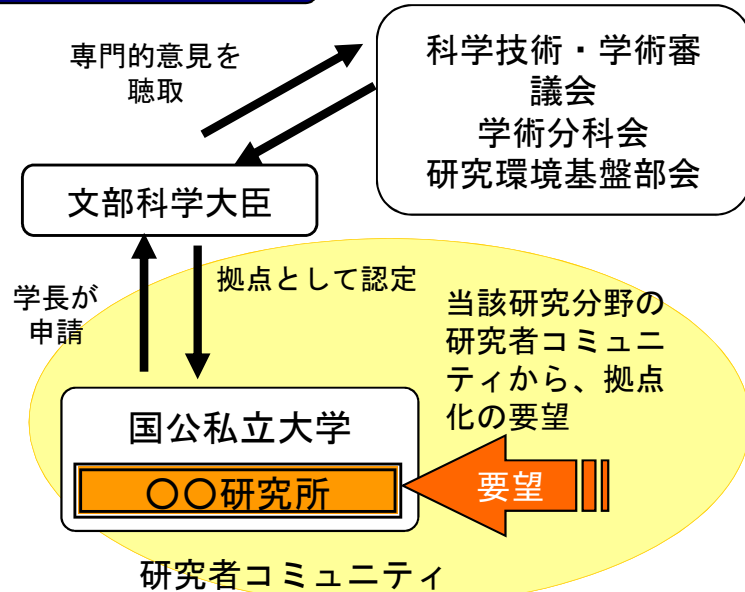 専門的意見を
聴取
科学技術・学術審
議会
学術分科会
研究環境基盤部会
文部科学大臣
学長が
申請
拠点として認定
当該研究分野の
研究者コミュニ
ティから、拠点
化の要望
国公私立大学
〇〇研究所
要望
研究者コミュニティ